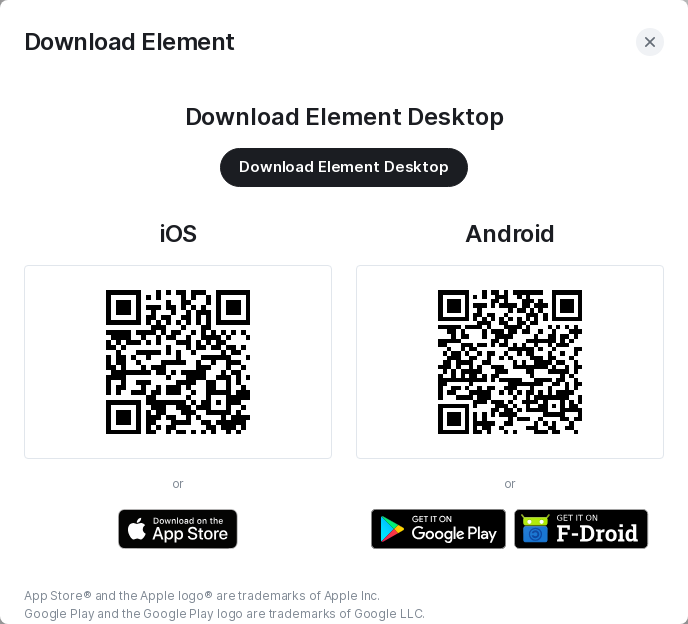 Download Element
Download Element Desktop
Download Element Desktop
iOS
Android
or
or
Download on the
App Store
GET IT ON
Google Play
GET IT ON
F-Droid
App Store® and the Apple logo® are trademarks of Apple Inc.
Google Play and the Google Play logo are trademarks of Google LLC.